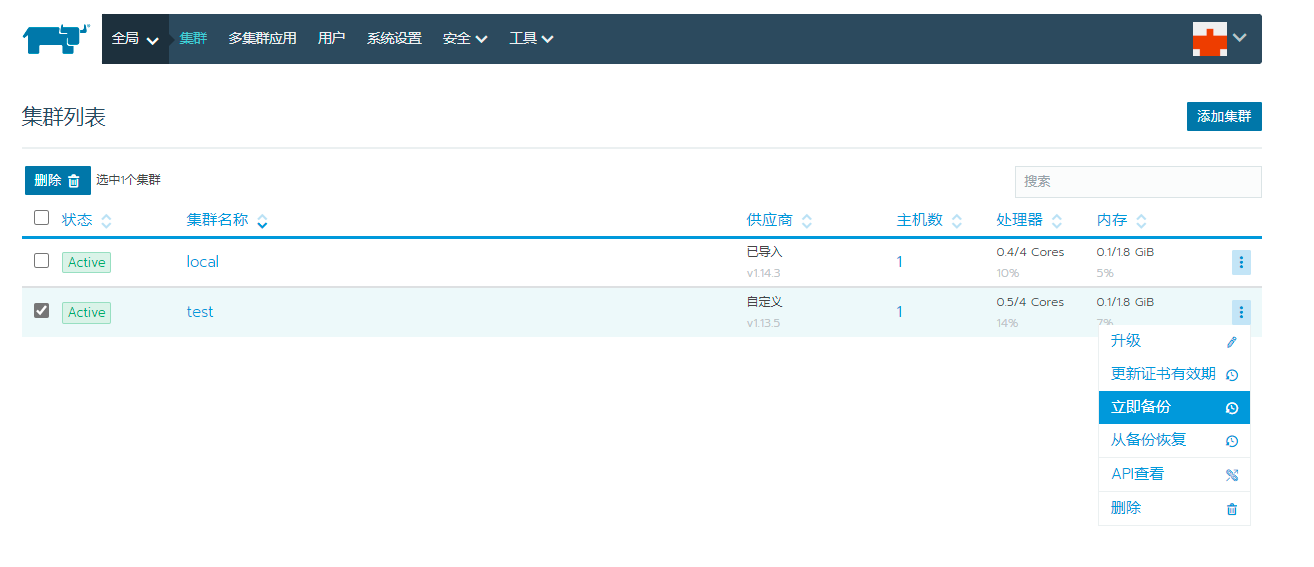 全局 集群 多集群应用 用户 系统设置 安全 工具
集群列表 添加集群
删除 选中1个集群 搜索
状态 集群名称 供应商 主机数 处理器 内存
Active local 已导入 1 0.4/4 Cores 0.1/1.8 GiB
v1.14.3 10% 5%
Active test 自定义 1 0.5/4 Cores 0.1/1.8 GiB
v1.13.5 14% 7%
升级
更新证书有效期
立即备份
从备份恢复
API查看
删除